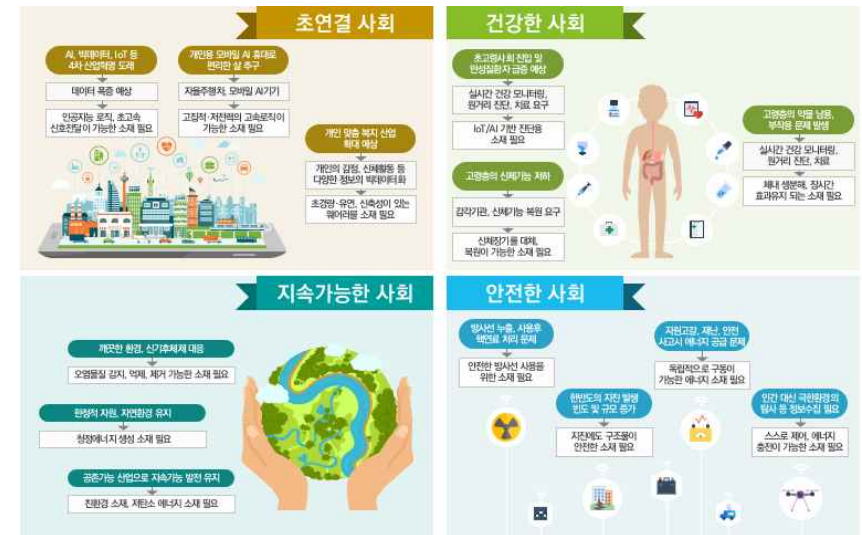 초연결 사회
AI, 빅데이터, IoT 등
4차 산업혁명 도래
데이터 폭증 예상
인공지능 로직, 초고속
신호전달이 가능한 소재 필요
개인용 모바일 AI 휴대로
편리한 삶 추구
자율주행차, 모바일 AI기기
고집적·저전력의 고속로직이
가능한 소재 필요
개인 맞춤 복지 산업
확대 예상
개인의 감정, 신체활동 등
다양한 정보의 빅데이터화
초경량·유연, 신축성이 있는
웨어러블 소재 필요
건강한 사회
초고령사회 진입 및
만성질환자 급증 예상
실시간 건강 모니터링,
원거리 진단, 치료 요구
IoT/AI 기반 진단용
소재 필요
고령층의 신체기능 저하
감각기관, 신체기능 복원 요구
신체장기를 대체,
복원이 가능한 소재 필요
고령층의 약물 남용,
부작용 문제 발생
실시간 건강 모니터링,
원거리 진단, 치료
체내 생분해, 장시간
효과유지 되는 소재 필요
지속가능한 사회
깨끗한 환경, 신기후체제 대응
오염물질 감지, 억제, 제거 가능한 소재 필요
한정적 자원, 자연환경 유지
청정에너지 생성 소재 필요
공존가능 산업으로 지속가능 발전 유지
친환경 소재, 저탄소 에너지 소재 필요
안전한 사회
방사선 누출, 사용후
핵연료 처리 문제
안전한 방사선 사용을
위한 소재 필요
한반도의 지진 발생
빈도 및 규모 증가
지진에도 구조물이
안전한 소재 필요
자원고갈, 재난, 안전
사고시 에너지 공급 문제
독립적으로 구동이
가능한 에너지 소재 필요
인간 대신 극한환경의
탐사 등 정보수집 필요
스스로 제어, 에너지
충전이 가능한 소재 필요